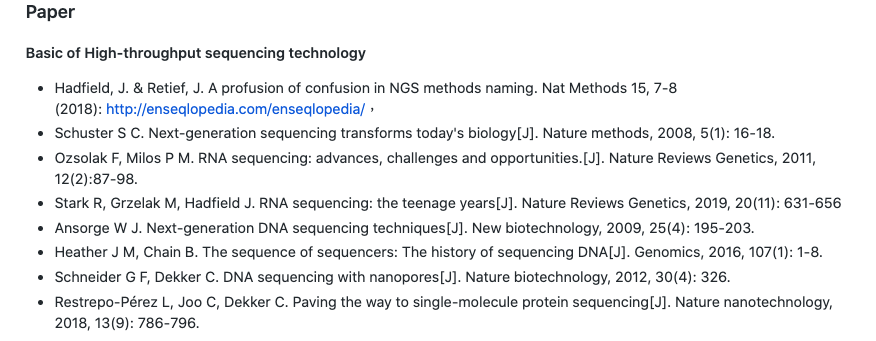 Paper
Basic of High-throughput sequencing technology
Hadfield, J. & Retief, J. A profusion of confusion in NGS methods naming. Nat Methods 15, 7-8
(2018): http://enseqlopedia.com/enseqlopedia/，
Schuster S C. Next-generation sequencing transforms today's biology[J]. Nature methods, 2008, 5(1): 16-18.
Ozsolak F, Milos P M. RNA sequencing: advances, challenges and opportunities.[J]. Nature Reviews Genetics, 2011,
12(2):87-98.
Stark R, Grzelak M, Hadfield J. RNA sequencing: the teenage years[J]. Nature Reviews Genetics, 2019, 20(11): 631-656
Ansorge W J. Next-generation DNA sequencing techniques[J]. New biotechnology, 2009, 25(4): 195-203.
Heather J M, Chain B. The sequence of sequencers: The history of sequencing DNA[J]. Genomics, 2016, 107(1): 1-8.
Schneider G F, Dekker C. DNA sequencing with nanopores[J]. Nature biotechnology, 2012, 30(4): 326.
Restrepo-Pérez L, Joo C, Dekker C. Paving the way to single-molecule protein sequencing[J]. Nature nanotechnology,
2018, 13(9): 786-796.